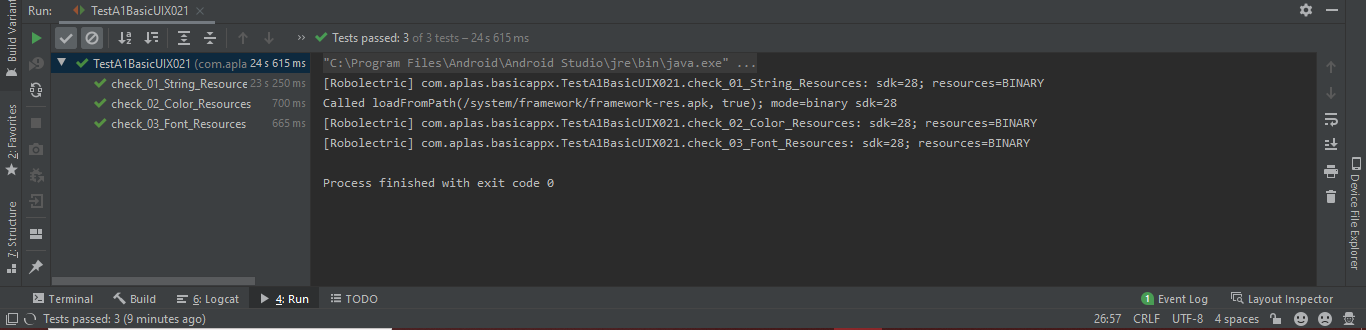 Run: TestA1BasicUIX021 ×
» Tests passed: 3 of 3 tests – 24 s 615 ms
TestA1BasicUIX021 (com.apla 24 s 615 ms
check_01_String_Resource 23 s 250 ms
check_02_Color_Resources 700 ms
check_03_Font_Resources 665 ms
"C:\Program Files\Android\Android Studio\jre\bin\java.exe" ...
[Robolectric] com.aplas.basicappx.TestA1BasicUIX021.check_01_String_Resources: sdk=28; resources=BINARY
Called loadFromPath(/system/framework/framework-res.apk, true); mode=binary sdk=28
[Robolectric] com.aplas.basicappx.TestA1BasicUIX021.check_02_Color_Resources: sdk=28; resources=BINARY
[Robolectric] com.aplas.basicappx.TestA1BasicUIX021.check_03_Font_Resources: sdk=28; resources=BINARY
Process finished with exit code 0
Build Variant
2: Favorites
7: Structure
Device File Explorer
Terminal Build 6: Logcat 4: Run TODO 1 Event Log Layout Inspector
Tests passed: 3 (9 minutes ago) 26:57 CRLF UTF-8 4 spaces